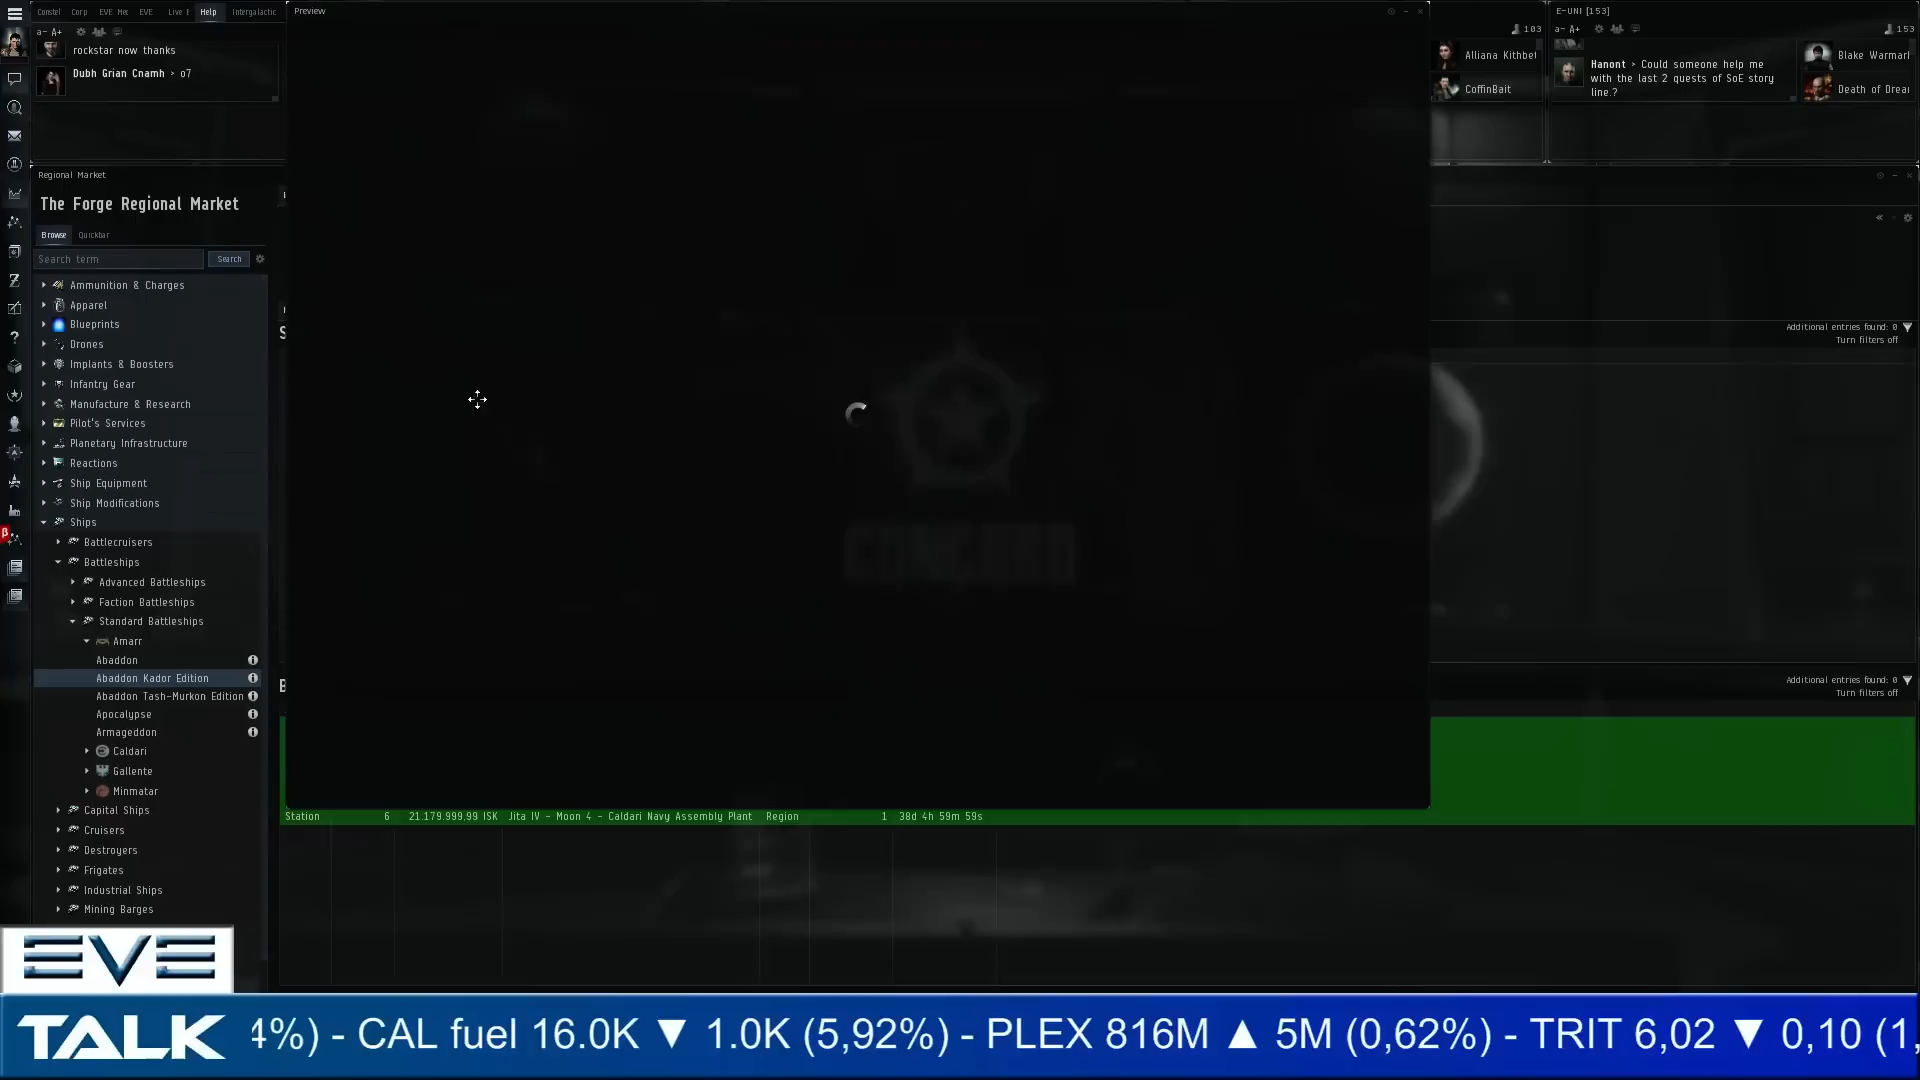 Constel Corp EVE Mec EVE Live E Help Intergalactic
a- A+
rockstar now thanks
Dubh Grian Cnamh > o7
Preview
103
Alliana Kithbet
CoffinBait
E-UNI [153]
a- A+
153
Hanont > Could someone help me
with the last 2 quests of SoE story
line.?
Blake Warmarl
Death of Drea
Regional Market
The Forge Regional Market
Browse Quickbar
Search term
Search
Ammunition & Charges
Apparel
Blueprints
Drones
Implants & Boosters
Infantry Gear
Manufacture & Research
Pilot's Services
Planetary Infrastructure
Reactions
Ship Equipment
Ship Modifications
Ships
Battlecruisers
Battleships
Advanced Battleships
Faction Battleships
Standard Battleships
Amarr
Abaddon
Abaddon Kador Edition
Abaddon Tash-Murkon Edition
Apocalypse
Armageddon
Caldari
Gallente
Minmatar
Capital Ships
Cruisers
Destroyers
Frigates
Industrial Ships
Mining Barges
CONCORD
Additional entries found: 0
Turn filters off
Additional entries found: 0
Turn filters off
Station 6 21.179.999,99 ISK Jita IV - Moon 4 - Caldari Navy Assembly Plant Region 1 38d 4h 59m 59s
EVE
TALK
4%) - CAL fuel 16.0K ▼ 1.0K (5,92%) - PLEX 816M ▲ 5M (0,62%) - TRIT 6,02 ▼ 0,10 (1,